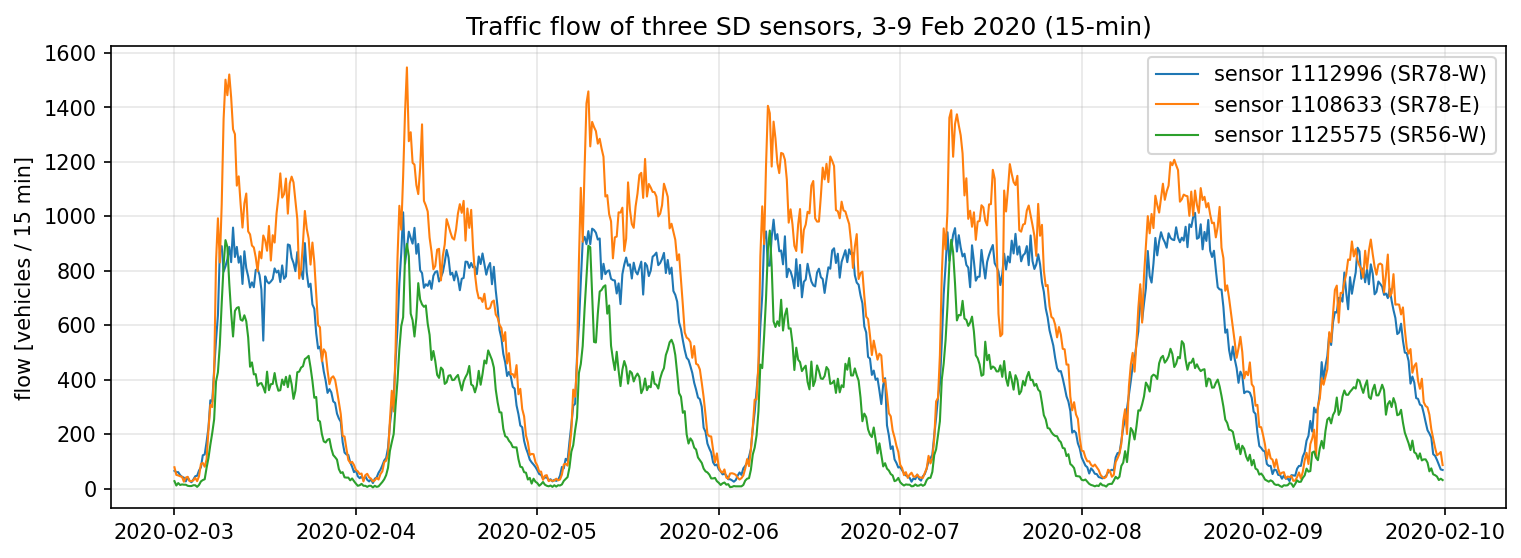 Traffic flow of three SD sensors, 3-9 Feb 2020 (15-min)
flow [vehicles / 15 min]
1600
1400
1200
1000
800
600
400
200
0
sensor 1112996 (SR78-W)
sensor 1108633 (SR78-E)
sensor 1125575 (SR56-W)
2020-02-03 2020-02-04 2020-02-05 2020-02-06 2020-02-07 2020-02-08 2020-02-09 2020-02-10